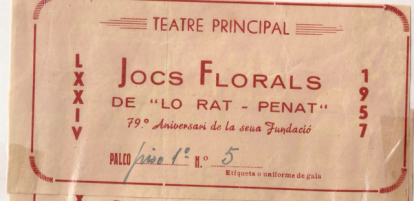 TEATRE PRINCIPAL
LXXIV
JOCS FLORALS
1957
DE "LO RAT - PENAT"
79.º Aniversari de la seua Fundació
PALCO piso 1º N.º 5
Etiqueta o uniforme de gala